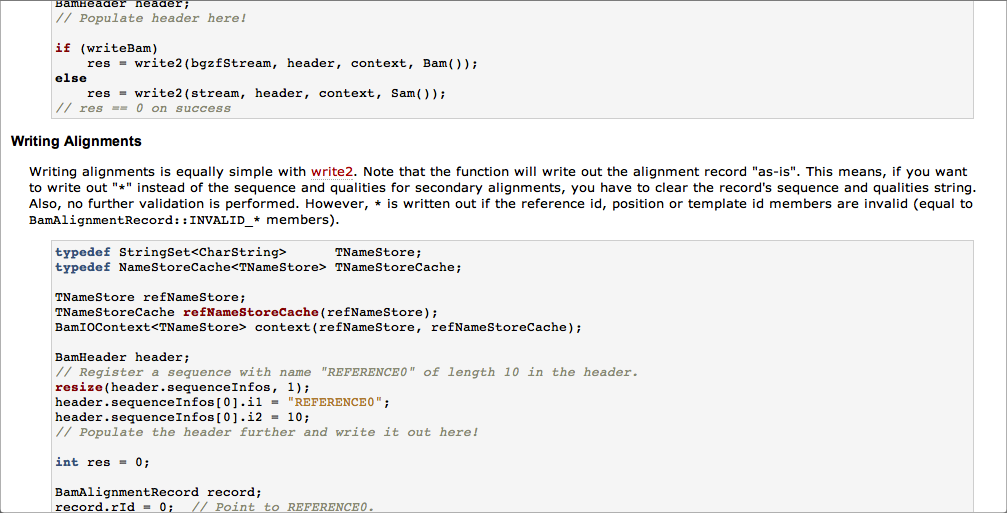 BamHeader header;
// Populate header here!
if (writeBam)
    res = write2(bgzfStream, header, context, Bam());
else
    res = write2(stream, header, context, Sam());
// res == 0 on success
Writing Alignments
Writing alignments is equally simple with write2. Note that the function will write out the alignment record "as-is". This means, if you want
to write out "*" instead of the sequence and qualities for secondary alignments, you have to clear the record's sequence and qualities string.
Also, no further validation is performed. However, * is written out if the reference id, position or template id members are invalid (equal to
BamAlignmentRecord::INVALID_* members).
typedef StringSet<CharString>      TNameStore;
typedef NameStoreCache<TNameStore> TNameStoreCache;
TNameStore refNameStore;
TNameStoreCache refNameStoreCache(refNameStore);
BamIOContext<TNameStore> context(refNameStore, refNameStoreCache);
BamHeader header;
// Register a sequence with name "REFERENCE0" of length 10 in the header.
resize(header.sequenceInfos, 1);
header.sequenceInfos[0].i1 = "REFERENCE0";
header.sequenceInfos[0].i2 = 10;
// Populate the header further and write it out here!
int res = 0;
BamAlignmentRecord record;
record.rId = 0;  // Point to REFERENCE0.